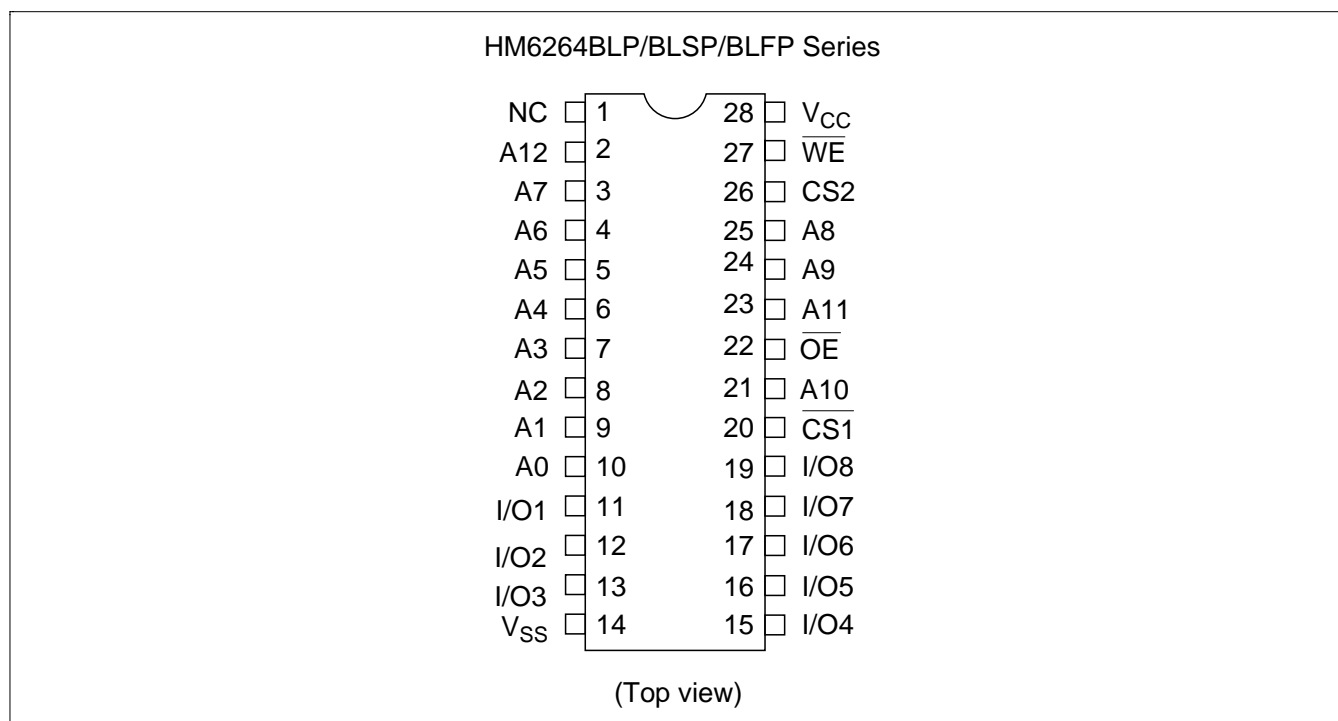 HM6264BLP/BLSP/BLFP Series
NC 1 28 VCC
A12 2 27 W̅E̅
A7 3 26 CS2
A6 4 25 A8
A5 5 24 A9
A4 6 23 A11
A3 7 22 O̅E̅
A2 8 21 A10
A1 9 20 C̅S̅1̅
A0 10 19 I/O8
I/O1 11 18 I/O7
I/O2 12 17 I/O6
I/O3 13 16 I/O5
VSS 14 15 I/O4
(Top view)